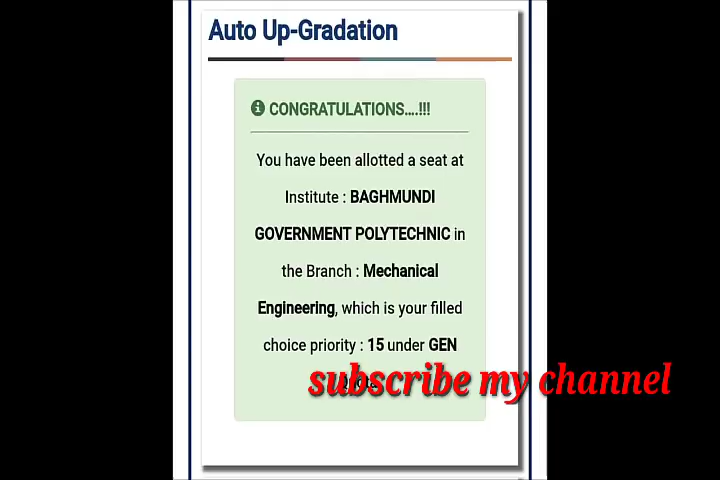 Auto Up-Gradation
CONGRATULATIONS....!!!
You have been allotted a seat at
Institute : BAGHMUNDI
GOVERNMENT POLYTECHNIC in
the Branch : Mechanical
Engineering, which is your filled
choice priority : 15 under GEN
subscribe my channel